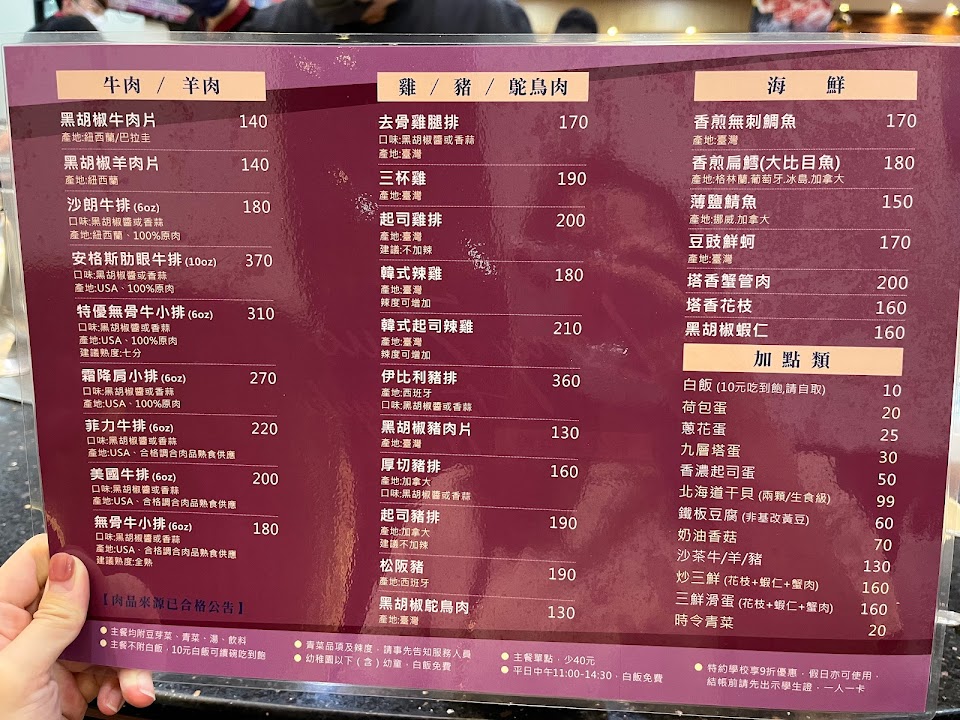 牛肉 / 羊肉
黑胡椒牛肉片 140
產地:紐西蘭/巴拉圭
黑胡椒羊肉片 140
產地:紐西蘭
沙朗牛排 (6oz) 180
口味:黑胡椒醬或香蒜
產地:紐西蘭、100%原肉
安格斯肋眼牛排 (10oz) 370
口味:黑胡椒醬或香蒜
產地:USA、100%原肉
特優無骨牛小排 (6oz) 310
口味:黑胡椒醬或香蒜
產地:USA、100%原肉
建議熟度:七分
霜降肩小排 (6oz) 270
口味:黑胡椒醬或香蒜
產地:USA、100%原肉
菲力牛排 (6oz) 220
口味:黑胡椒醬或香蒜
產地:USA、合格調合肉品熟食供應
美國牛排 (6oz) 200
口味:黑胡椒醬或香蒜
產地:USA、合格調合肉品熟食供應
無骨牛小排 (6oz) 180
口味:黑胡椒醬或香蒜
產地:USA、合格調合肉品熟食供應
建議熟度:全熟
【肉品來源已合格公告】
雞 / 豬 / 鴕鳥肉
去骨雞腿排 170
口味:黑胡椒醬或香蒜
產地:臺灣
三杯雞 190
產地:臺灣
起司雞排 200
產地:臺灣
建議:不加辣
韓式辣雞 180
產地:臺灣
辣度可增加
韓式起司辣雞 210
產地:臺灣
辣度可增加
伊比利豬排 360
產地:西班牙
口味:黑胡椒醬或香蒜
黑胡椒豬肉片 130
產地:臺灣
厚切豬排 160
產地:加拿大
口味:黑胡椒醬或香蒜
起司豬排 190
產地:加拿大
建議不加辣
松阪豬 190
產地:西班牙
黑胡椒鴕鳥肉 130
產地:臺灣
海 鮮
香煎無刺鯛魚 170
產地:臺灣
香煎扁鱈(大比目魚) 180
產地:格林蘭.葡萄牙.冰島.加拿大
薄鹽鯖魚 150
產地:挪威.加拿大
豆豉鮮蚵 170
產地:臺灣
塔香蟹管肉 200
塔香花枝 160
黑胡椒蝦仁 160
加點類
白飯 (10元吃到飽,請自取) 10
荷包蛋 20
蔥花蛋 25
九層塔蛋 30
香濃起司蛋 50
北海道干貝 (兩顆/生食級) 99
鐵板豆腐 (非基改黃豆) 60
奶油香菇 70
沙茶牛/羊/豬 130
炒三鮮 (花枝+蝦仁+蟹肉) 160
三鮮滑蛋 (花枝+蝦仁+蟹肉) 160
時令青菜 20
主餐均附豆芽菜、青菜、湯、飲料
主餐不附白飯，10元白飯可續碗吃到飽
青菜品項及辣度，請事先告知服務人員
幼稚園以下（含）幼童，白飯免費
主餐單點，少40元
平日中午11:00-14:30，白飯免費
特約學校享9折優惠，假日亦可使用，
結帳前請先出示學生證，一人一卡